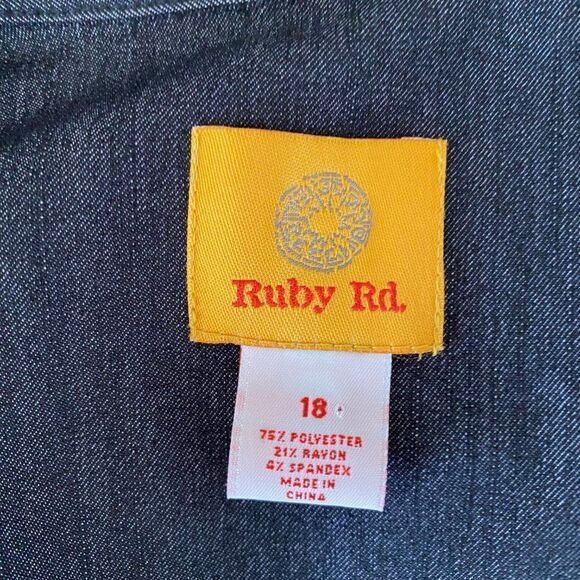 Ruby Rd.
18
75% POLYESTER
21% RAYON
4% SPANDEX
MADE IN
CHINA